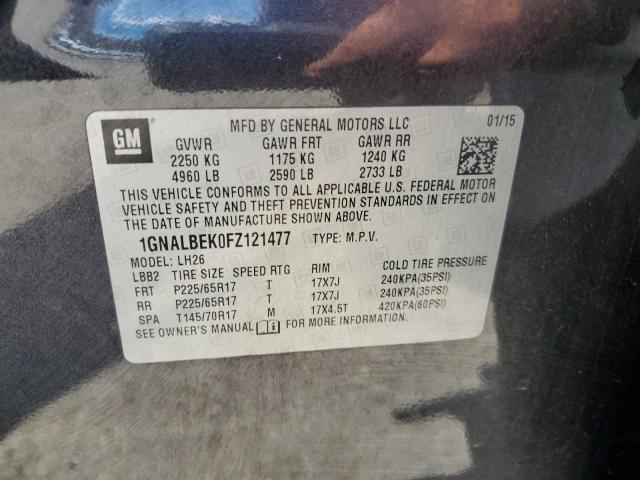 GM
MFD BY GENERAL MOTORS LLC 01/15
GVWR GAWR FRT GAWR RR
2250 KG 1175 KG 1240 KG
4960 LB 2590 LB 2733 LB
THIS VEHICLE CONFORMS TO ALL APPLICABLE U.S. FEDERAL MOTOR
VEHICLE SAFETY AND THEFT PREVENTION STANDARDS IN EFFECT ON
THE DATE OF MANUFACTURE SHOWN ABOVE.
1GNALBEK0FZ121477 TYPE: M.P.V.
MODEL: LH26
LBB2 TIRE SIZE SPEED RTG RIM COLD TIRE PRESSURE
FRT P225/65R17 T 17X7J 240KPA(35PSI)
RR P225/65R17 T 17X7J 240KPA(35PSI)
SPA T145/70R17 M 17X4.5T 420KPA(60PSI)
SEE OWNER'S MANUAL FOR MORE INFORMATION.